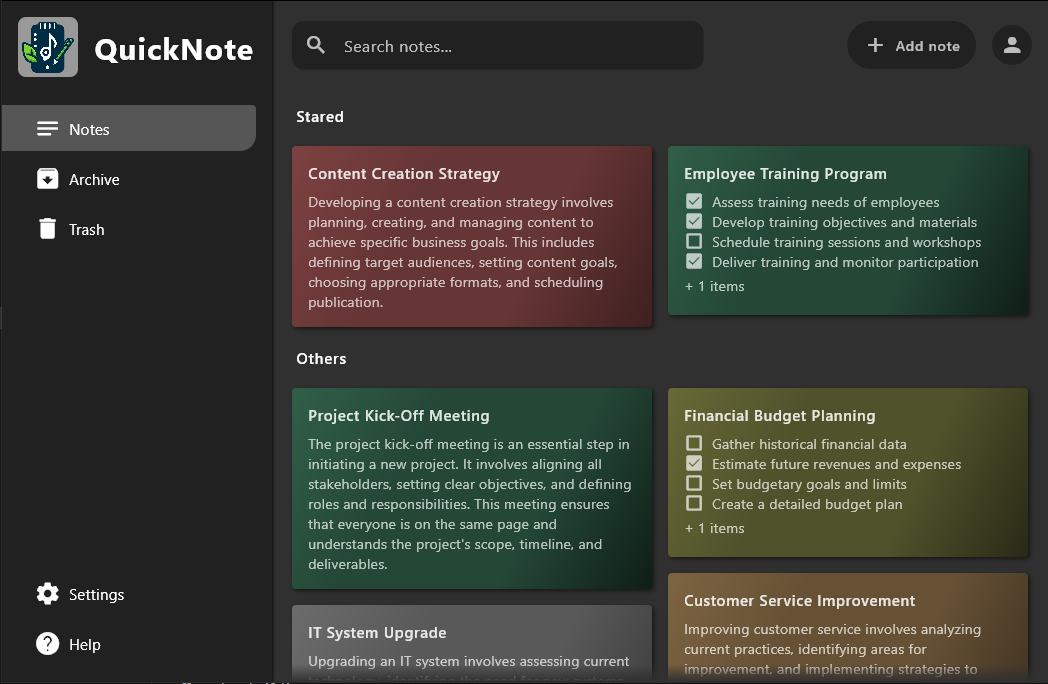 QuickNote
Search notes...
Add note
Notes
Archive
Trash
Settings
Help
Stared
Content Creation Strategy
Developing a content creation strategy involves
planning, creating, and managing content to
achieve specific business goals. This includes
defining target audiences, setting content goals,
choosing appropriate formats, and scheduling
publication.
Employee Training Program
Assess training needs of employees
Develop training objectives and materials
Schedule training sessions and workshops
Deliver training and monitor participation
+ 1 items
Others
Project Kick-Off Meeting
The project kick-off meeting is an essential step in
initiating a new project. It involves aligning all
stakeholders, setting clear objectives, and defining
roles and responsibilities. This meeting ensures
that everyone is on the same page and
understands the project's scope, timeline, and
deliverables.
Financial Budget Planning
Gather historical financial data
Estimate future revenues and expenses
Set budgetary goals and limits
Create a detailed budget plan
+ 1 items
IT System Upgrade
Upgrading an IT system involves assessing current
technology, identifying the need for new systems
Customer Service Improvement
Improving customer service involves analyzing
current practices, identifying areas for
improvement, and implementing strategies to